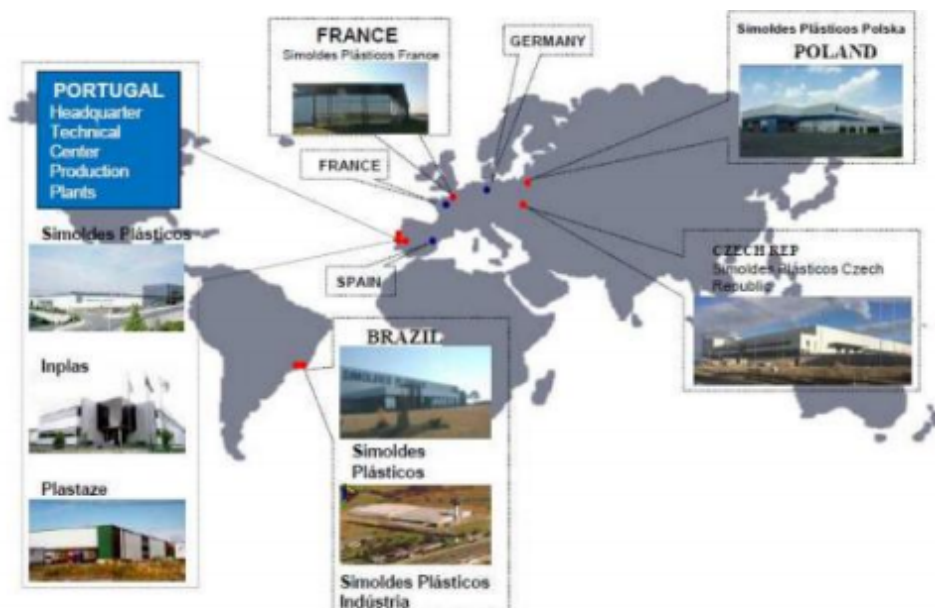 PORTUGAL
Headquarter
Technical
Center
Production
Plants
Simoldes Plásticos
Inplas
Plastaze
FRANCE
Simoldes Plásticos France
FRANCE
SPAIN
GERMANY
Simoldes Plásticos Polska
POLAND
CZECH REP
Simoldes Plásticos Czech
Republic
BRAZIL
SIMOLDES
Simoldes
Plásticos
Simoldes Plásticos
Indústria